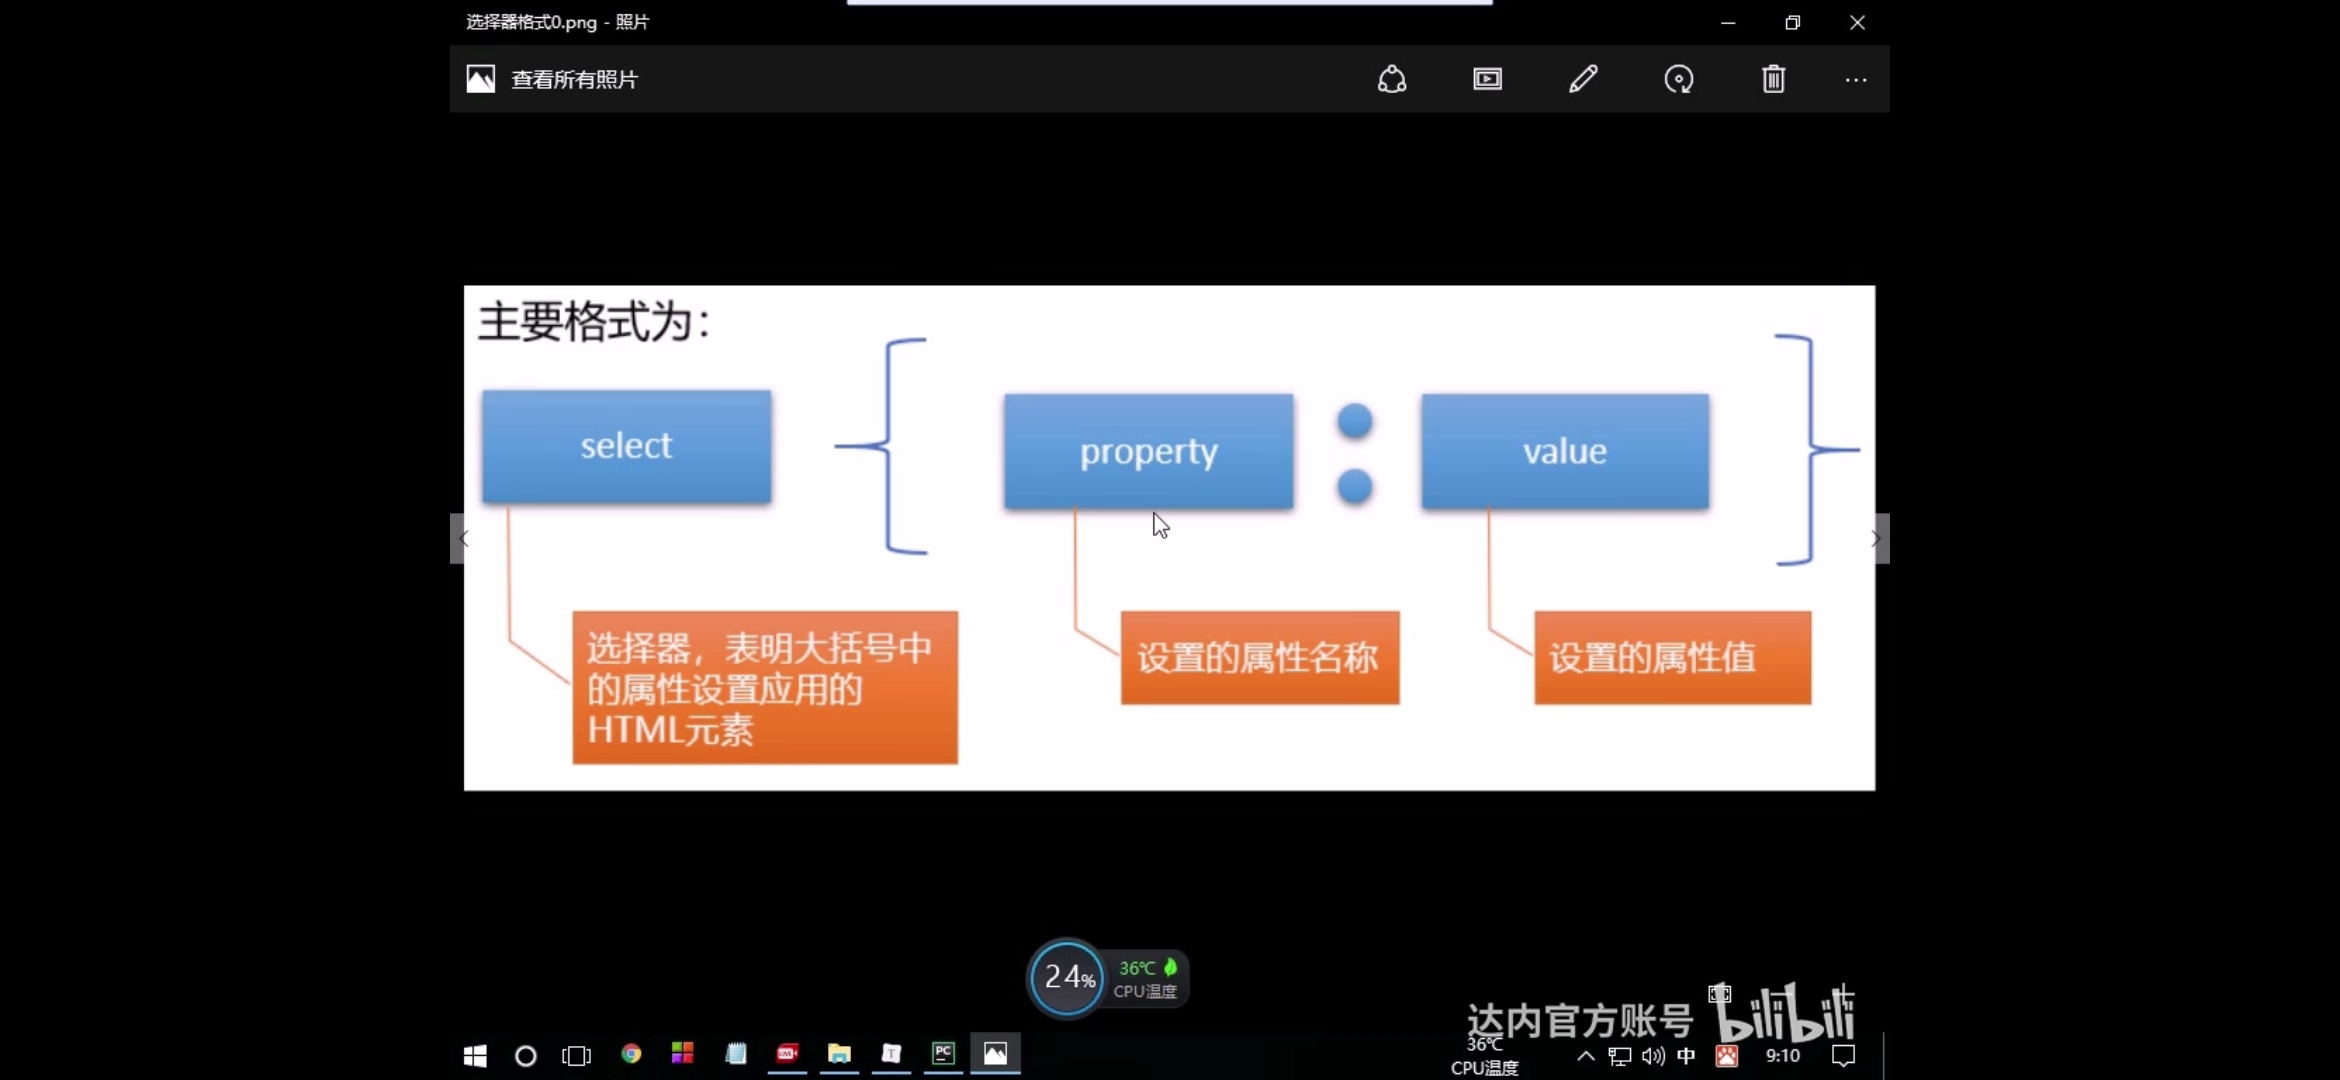 选择器格式0.png - 照片
查看所有照片
主要格式为：
select
property
value
选择器，表明大括号中
的属性设置应用的
HTML元素
设置的属性名称
设置的属性值
24%
36℃
CPU温度
达内官方账号
bilibili
36℃
CPU温度
中
9:10